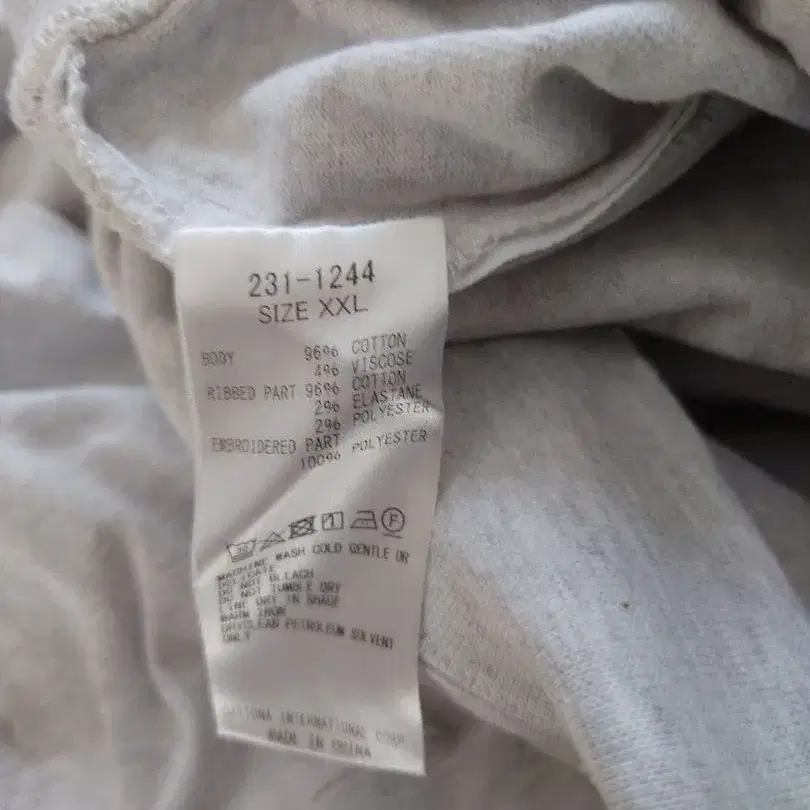 231-1244
SIZE XXL
BODY 96% COTTON
4% VISCOSE
RIBBED PART 96% COTTON
2% ELASTANE
2% POLYESTER
EMBROIDERED PART
100% POLYESTER
30 F
MACHINE WASH COLD GENTLE OR
DELICATE
DO NOT BLEACH
DO NOT TUMBLE DRY
LINE DRY IN SHADE
WARM IRON
DRYCLEAN PETROLEUM SOLVENT
ONLY
INTERNATIONAL CORP
MADE IN CHINA